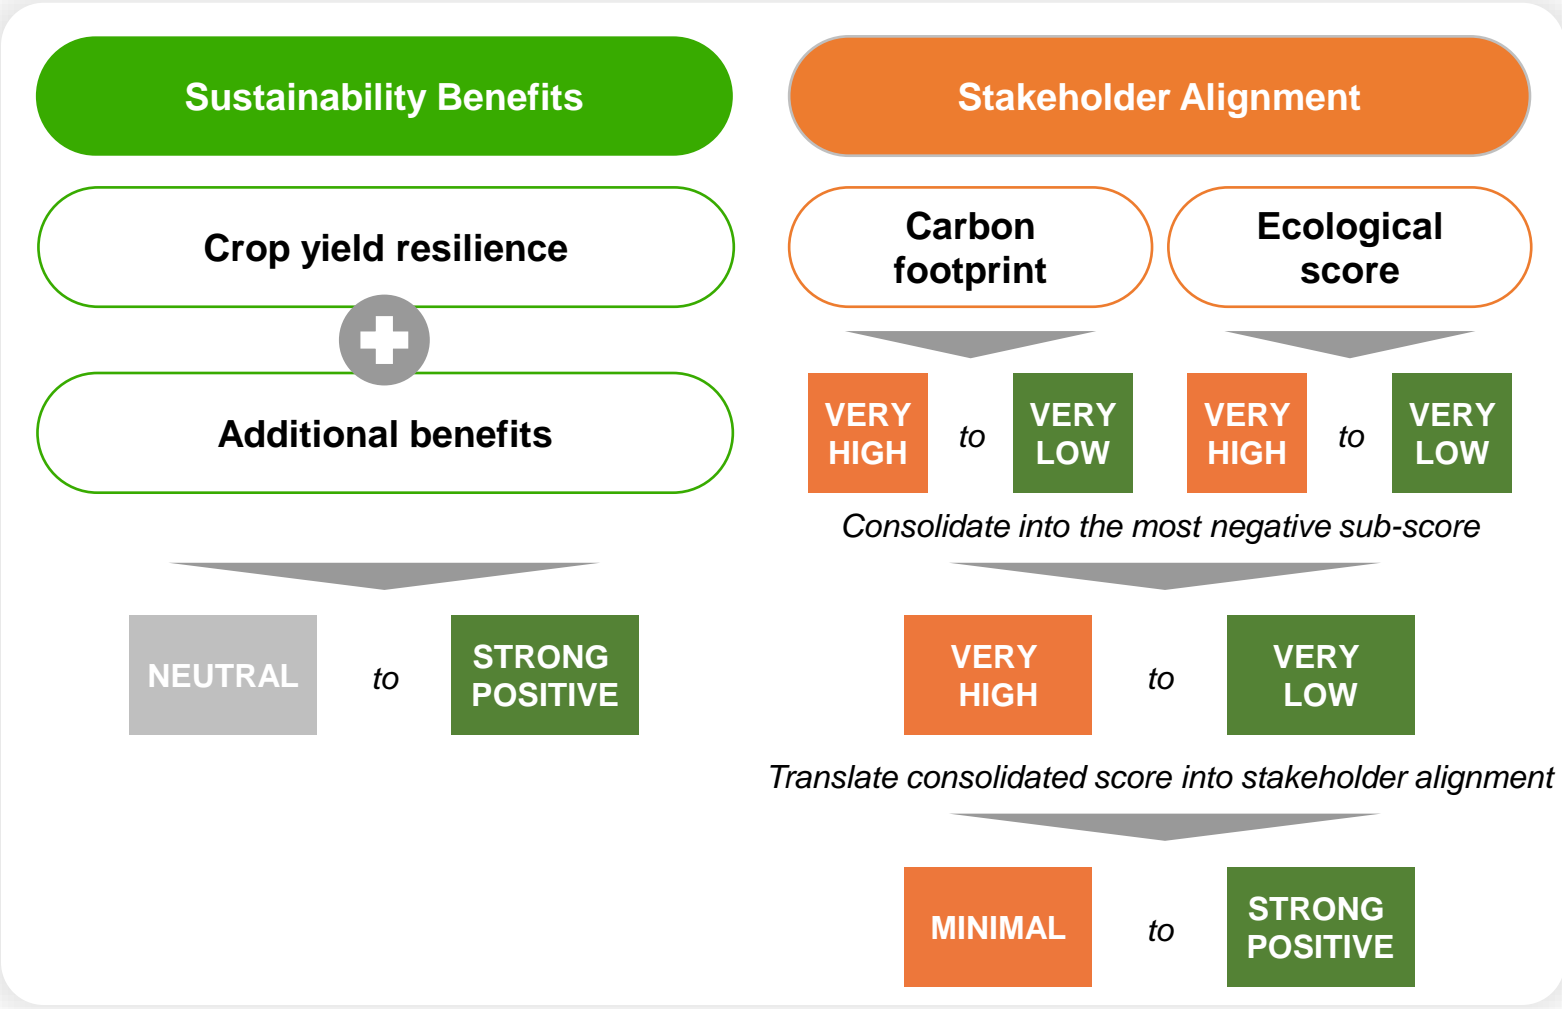 Sustainability Benefits
Crop yield resilience
Additional benefits
NEUTRAL
to
STRONG
POSITIVE
Stakeholder Alignment
Carbon
footprint
Ecological
score
VERY
HIGH
to
VERY
LOW
VERY
HIGH
to
VERY
LOW
Consolidate into the most negative sub-score
VERY
HIGH
to
VERY
LOW
Translate consolidated score into stakeholder alignment
MINIMAL
to
STRONG
POSITIVE